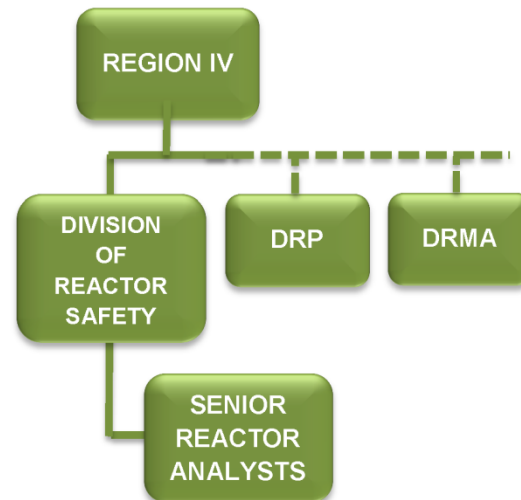 REGION IV
DIVISION
OF
REACTOR
SAFETY
DRP
DRMA
SENIOR
REACTOR
ANALYSTS